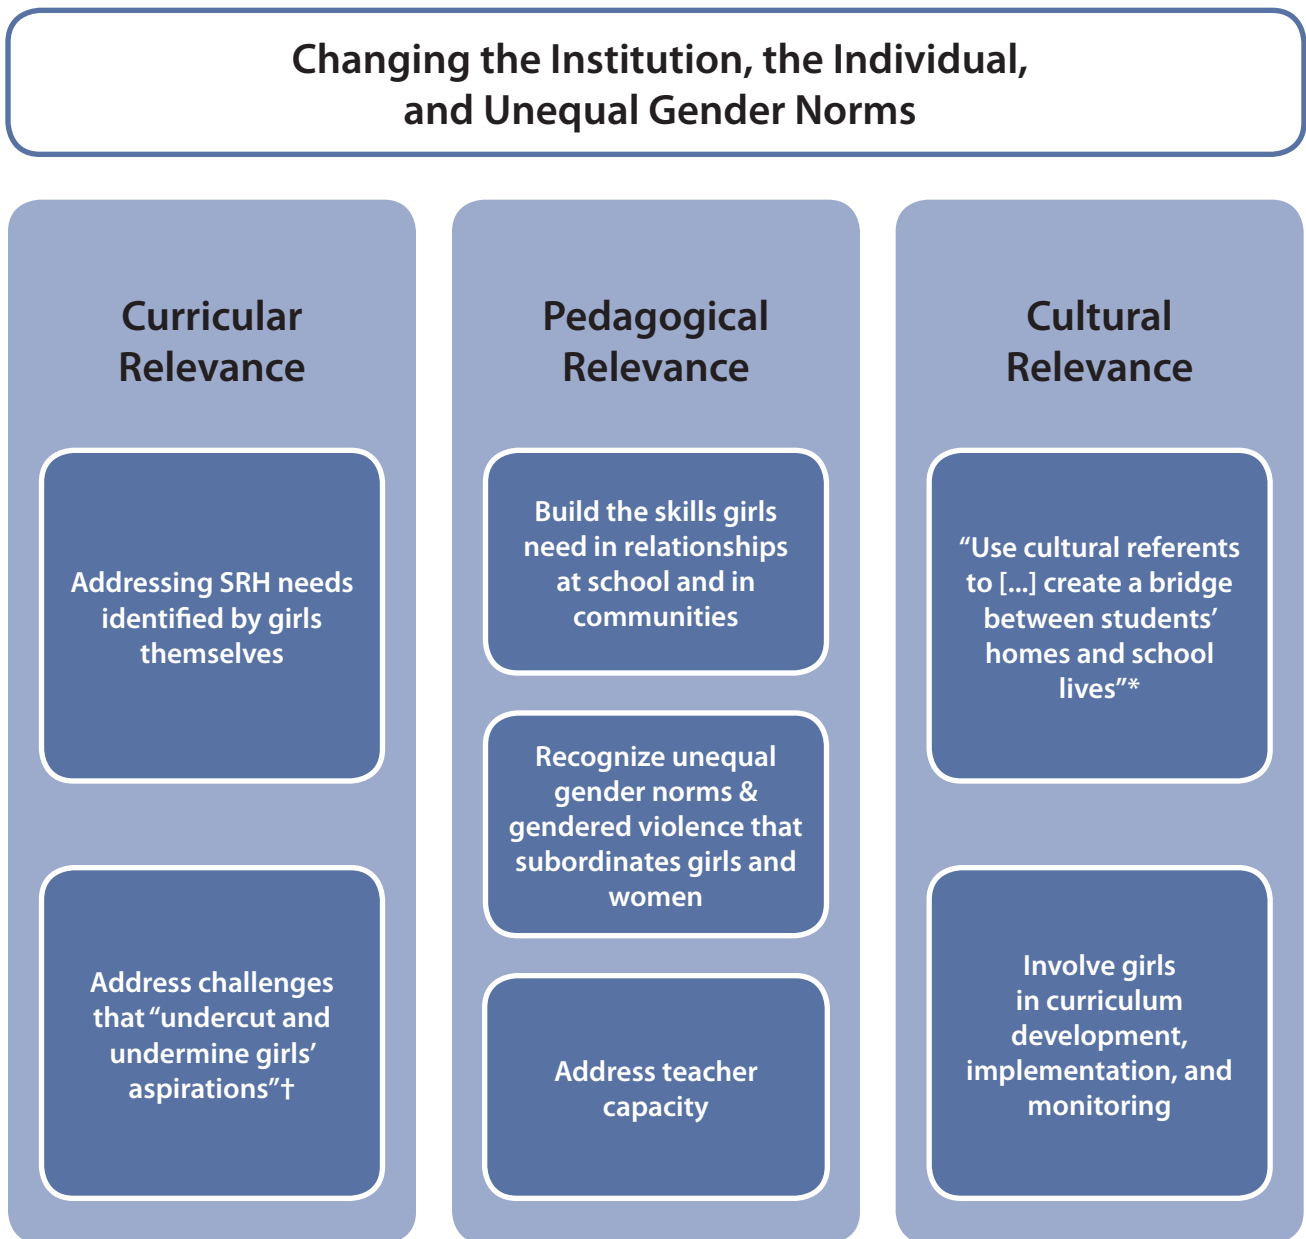 Changing the Institution, the Individual,
and Unequal Gender Norms
Curricular
Relevance
Addressing SRH needs
identified by girls
themselves
Address challenges
that “undercut and
undermine girls’
aspirations”†
Pedagogical
Relevance
Build the skills girls
need in relationships
at school and in
communities
Recognize unequal
gender norms &
gendered violence that
subordinates girls and
women
Address teacher
capacity
Cultural
Relevance
“Use cultural referents
to [...] create a bridge
between students’
homes and school
lives”*
Involve girls
in curriculum
development,
implementation, and
monitoring